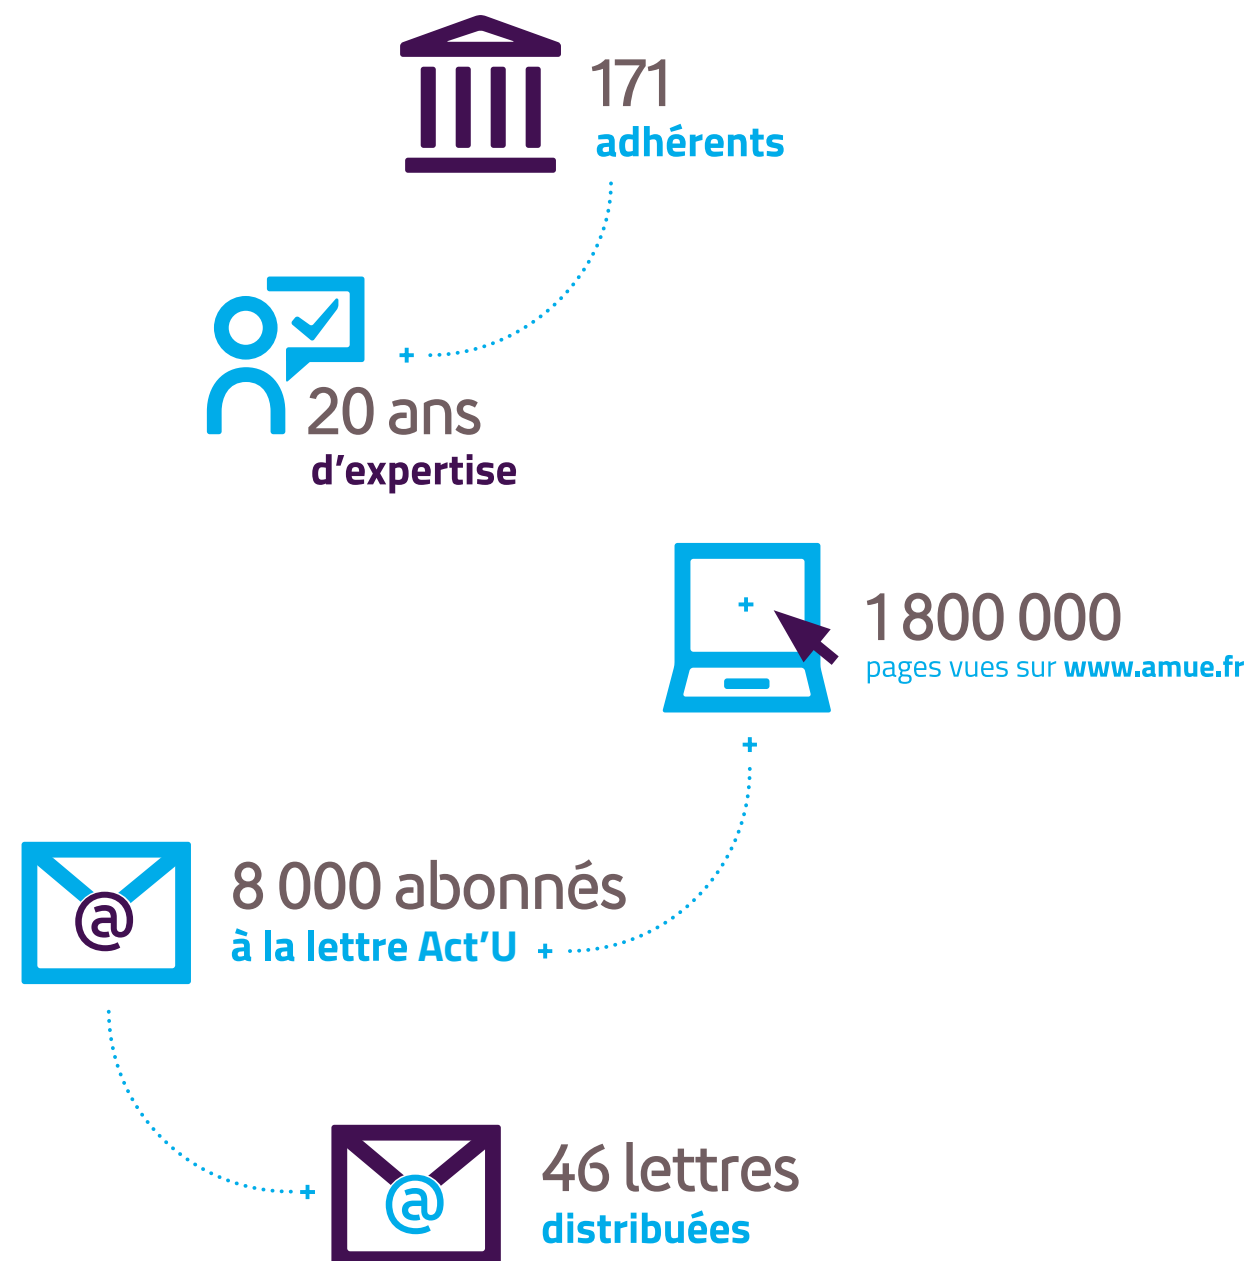 171
adhérents
20 ans
d’expertise
1 800 000
pages vues sur www.amue.fr
8 000 abonnés
à la lettre Act’U
@
46 lettres
distribuées
@